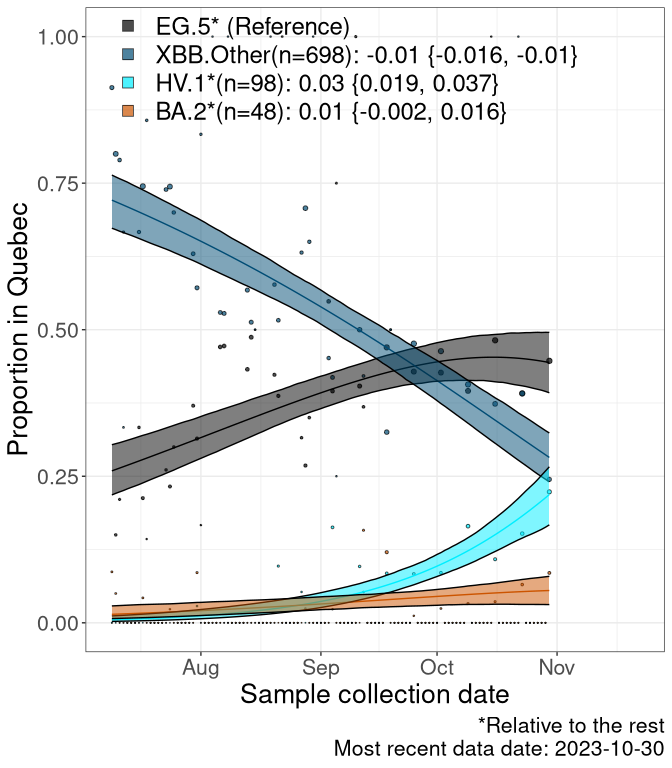 EG.5* (Reference)
XBB.Other(n=698): -0.01 {-0.016, -0.01}
HV.1*(n=98): 0.03 {0.019, 0.037}
BA.2*(n=48): 0.01 {-0.002, 0.016}
1.00
0.75
0.50
0.25
0.00
Proportion in Quebec
Aug Sep Oct Nov
Sample collection date
*Relative to the rest
Most recent data date: 2023-10-30